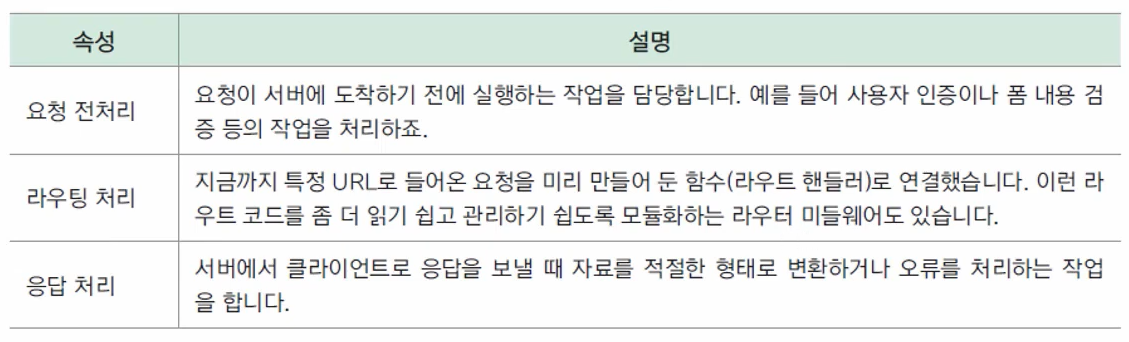 속성
설명
요청 전처리
요청이 서버에 도착하기 전에 실행하는 작업을 담당합니다. 예를 들어 사용자 인증이나 폼 내용 검
증 등의 작업을 처리하죠.
라우팅 처리
지금까지 특정 URL로 들어온 요청을 미리 만들어 둔 함수(라우트 핸들러)로 연결했습니다. 이런 라
우트 코드를 좀 더 읽기 쉽고 관리하기 쉽도록 모듈화하는 라우터 미들웨어도 있습니다.
응답 처리
서버에서 클라이언트로 응답을 보낼 때 자료를 적절한 형태로 변환하거나 오류를 처리하는 작업
을 합니다.